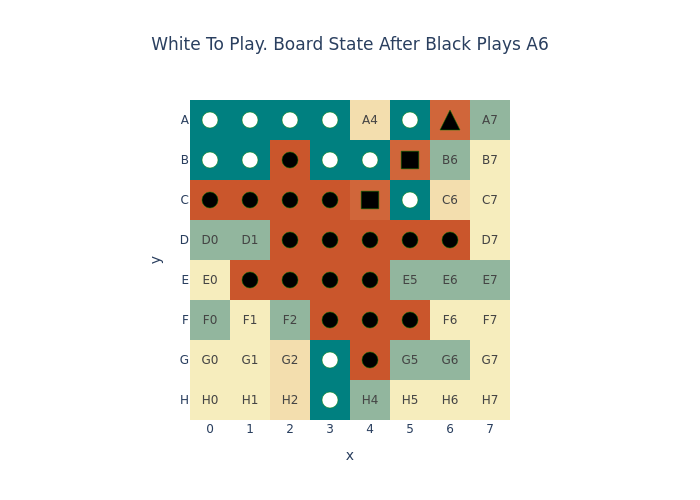 White To Play. Board State After Black Plays A6
A A4 A7
B B6 B7
C C6 C7
D D0 D1 D7
y
E E0 E5 E6 E7
F F0 F1 F2 F6 F7
G G0 G1 G2 G5 G6 G7
H H0 H1 H2 H4 H5 H6 H7
0 1 2 3 4 5 6 7
x